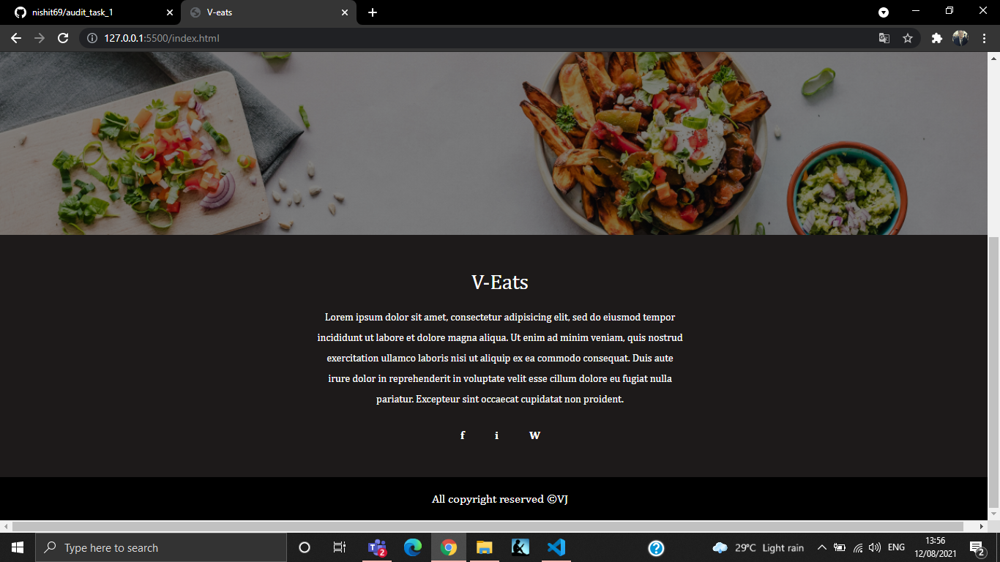 nishit69/audit_task_1
V-eats
127.0.0.1:5500/index.html
V-Eats
Lorem ipsum dolor sit amet, consectetur adipisicing elit, sed do eiusmod tempor
incididunt ut labore et dolore magna aliqua. Ut enim ad minim veniam, quis nostrud
exercitation ullamco laboris nisi ut aliquip ex ea commodo consequat. Duis aute
irure dolor in reprehenderit in voluptate velit esse cillum dolore eu fugiat nulla
pariatur. Excepteur sint occaecat cupidatat non proident.
f i W
All copyright reserved ©VJ
Type here to search
2
29°C Light rain
ENG
13:56
12/08/2021
2